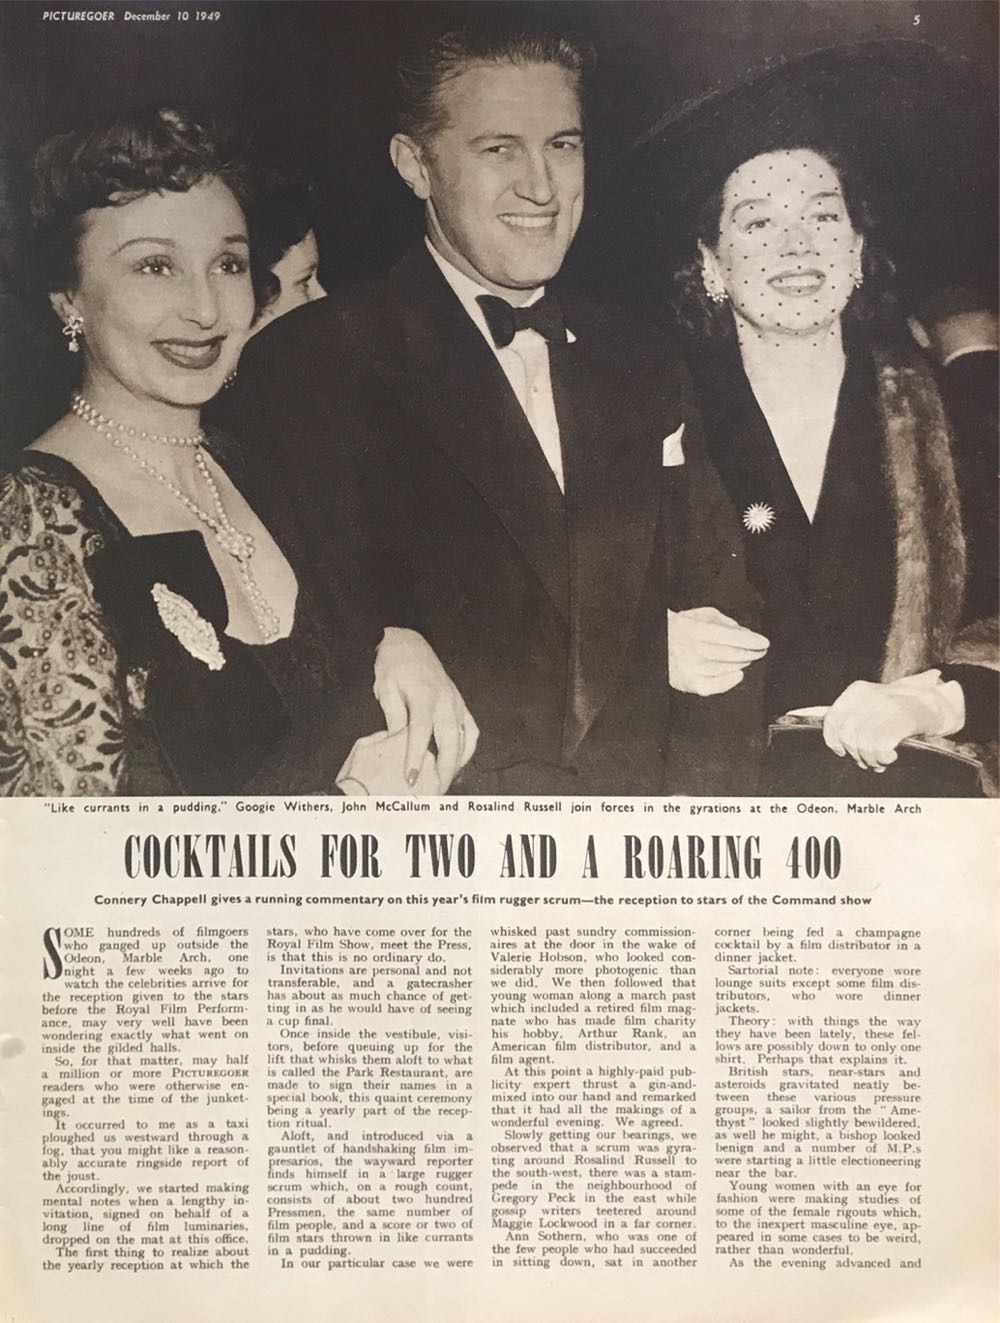 PICTUREGOER December 10 1949
5
"Like currants in a pudding." Googie Withers, John McCallum and Rosalind Russell join forces in the gyrations at the Odeon, Marble Arch
COCKTAILS FOR TWO AND A ROARING 400
Connery Chappell gives a running commentary on this year's film rugger scrum—the reception to stars of the Command show
SOME hundreds of filmgoers
who ganged up outside the
Odeon, Marble Arch, one
night a few weeks ago to
watch the celebrities arrive for
the reception given to the stars
before the Royal Film Perform-
ance, may very well have been
wondering exactly what went on
inside the gilded halls.
So, for that matter, may half
a million or more PICTUREGOER
readers who were otherwise en-
gaged at the time of the junket-
ings.
It occurred to me as a taxi
ploughed us westward through a
fog, that you might like a reason-
ably accurate ringside report of
the joust.
Accordingly, we started making
mental notes when a lengthy in-
vitation, signed on behalf of a
long line of film luminaries,
dropped on the mat at this office.
The first thing to realize about
the yearly reception at which the
stars, who have come over for the
Royal Film Show, meet the Press,
is that this is no ordinary do.
Invitations are personal and not
transferable, and a gatecrasher
has about as much chance of get-
ting in as he would have of seeing
a cup final.
Once inside the vestibule, visi-
tors, before queuing up for the
lift that whisks them aloft to what
is called the Park Restaurant, are
made to sign their names in a
special book, this quaint ceremony
being a yearly part of the recep-
tion ritual.
Aloft, and introduced via a
gauntlet of handshaking film im-
presarios, the wayward reporter
finds himself in a large rugger
scrum which, on a rough count,
consists of about two hundred
Pressmen, the same number of
film people, and a score or two of
film stars thrown in like currants
in a pudding.
In our particular case we were
whisked past sundry commission-
aires at the door in the wake of
Valerie Hobson, who looked con-
siderably more photogenic than
we did. We then followed that
young woman along a march past
which included a retired film mag-
nate who has made film charity
his hobby, Arthur Rank, an
American film distributor, and a
film agent.
At this point a highly-paid pub-
licity expert thrust a gin-and-
mixed into our hand and remarked
that it had all the makings of a
wonderful evening. We agreed.
Slowly getting our bearings, we
observed that a scrum was gyra-
ting around Rosalind Russell to
the south-west, there was a stam-
pede in the neighbourhood of
Gregory Peck in the east while
gossip writers teetered around
Maggie Lockwood in a far corner.
Ann Sothern, who was one of
the few people who had succeeded
in sitting down, sat in another
corner being fed a champagne
cocktail by a film distributor in a
dinner jacket.
Sartorial note: everyone wore
lounge suits except some film dis-
tributors, who wore dinner
jackets.
Theory: with things the way
they have been lately, these fel-
lows are possibly down to only one
shirt. Perhaps that explains it.
British stars, near-stars and
asteroids gravitated neatly be-
tween these various pressure
groups, a sailor from the "Ame-
thyst" looked slightly bewildered,
as well he might, a bishop looked
benign and a number of M.P.s
were starting a little electioneering
near the bar.
Young women with an eye for
fashion were making studies of
some of the female rigouts which,
to the inexpert masculine eye, ap-
peared in some cases to be weird,
rather than wonderful.
As the evening advanced and